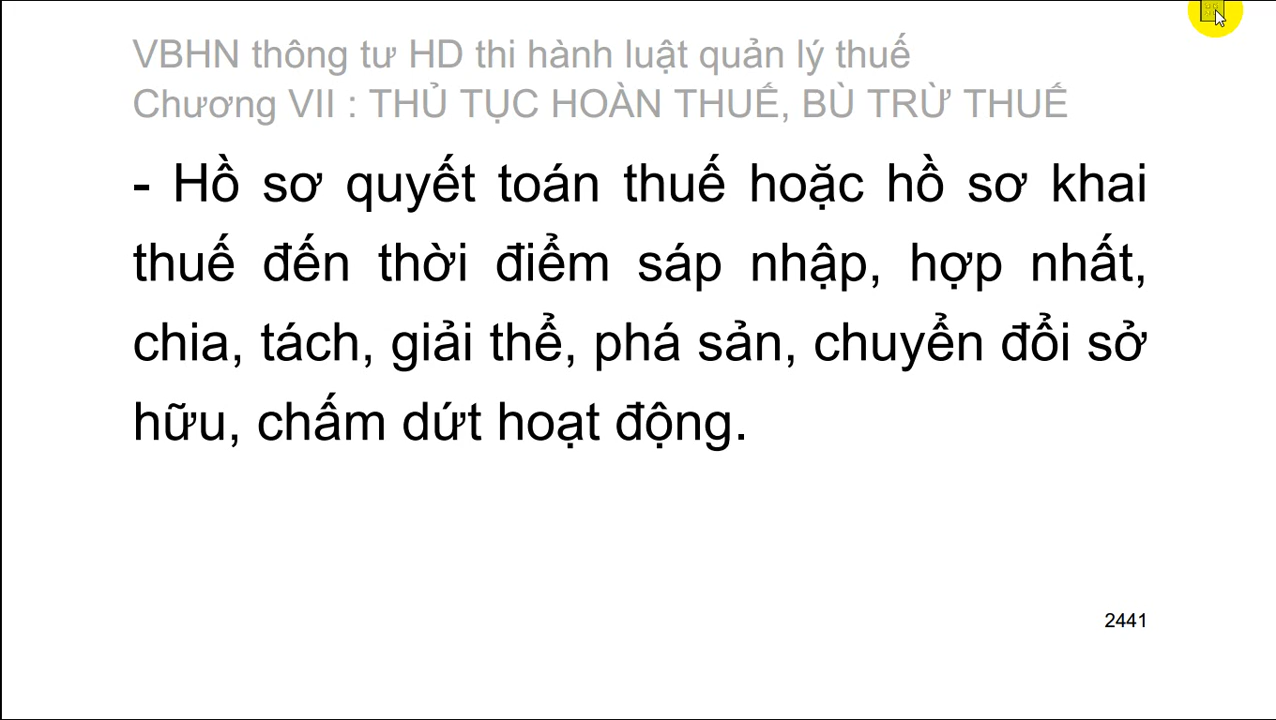 VBHN thông tư HD thi hành luật quản lý thuế
Chương VII : THỦ TỤC HOÀN THUẾ, BÙ TRỪ THUẾ
- Hồ sơ quyết toán thuế hoặc hồ sơ khai
thuế đến thời điểm sáp nhập, hợp nhất,
chia, tách, giải thể, phá sản, chuyển đổi sở
hữu, chấm dứt hoạt động.
2441